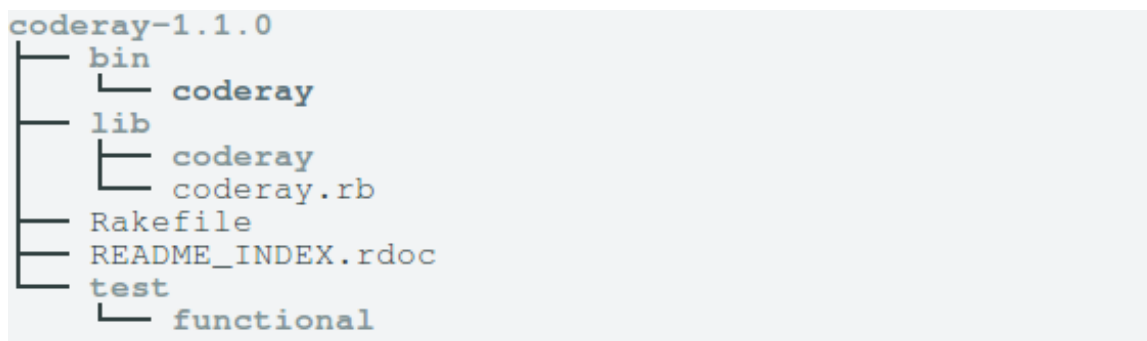 coderay-1.1.0
├── bin
│   └── coderay
├── lib
│   ├── coderay
│   └── coderay.rb
├── Rakefile
├── README_INDEX.rdoc
└── test
    └── functional